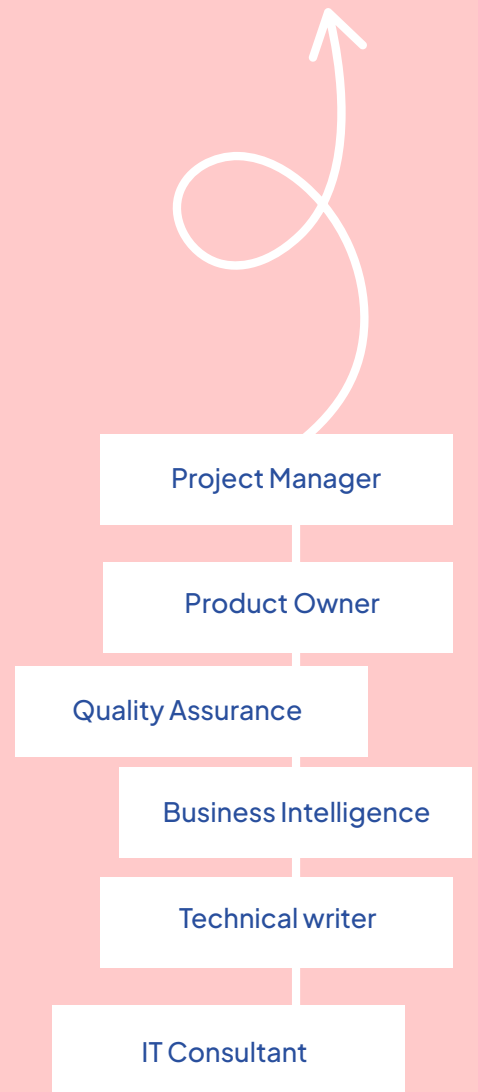 Project Manager
Product Owner
Quality Assurance
Business Intelligence
Technical writer
IT Consultant